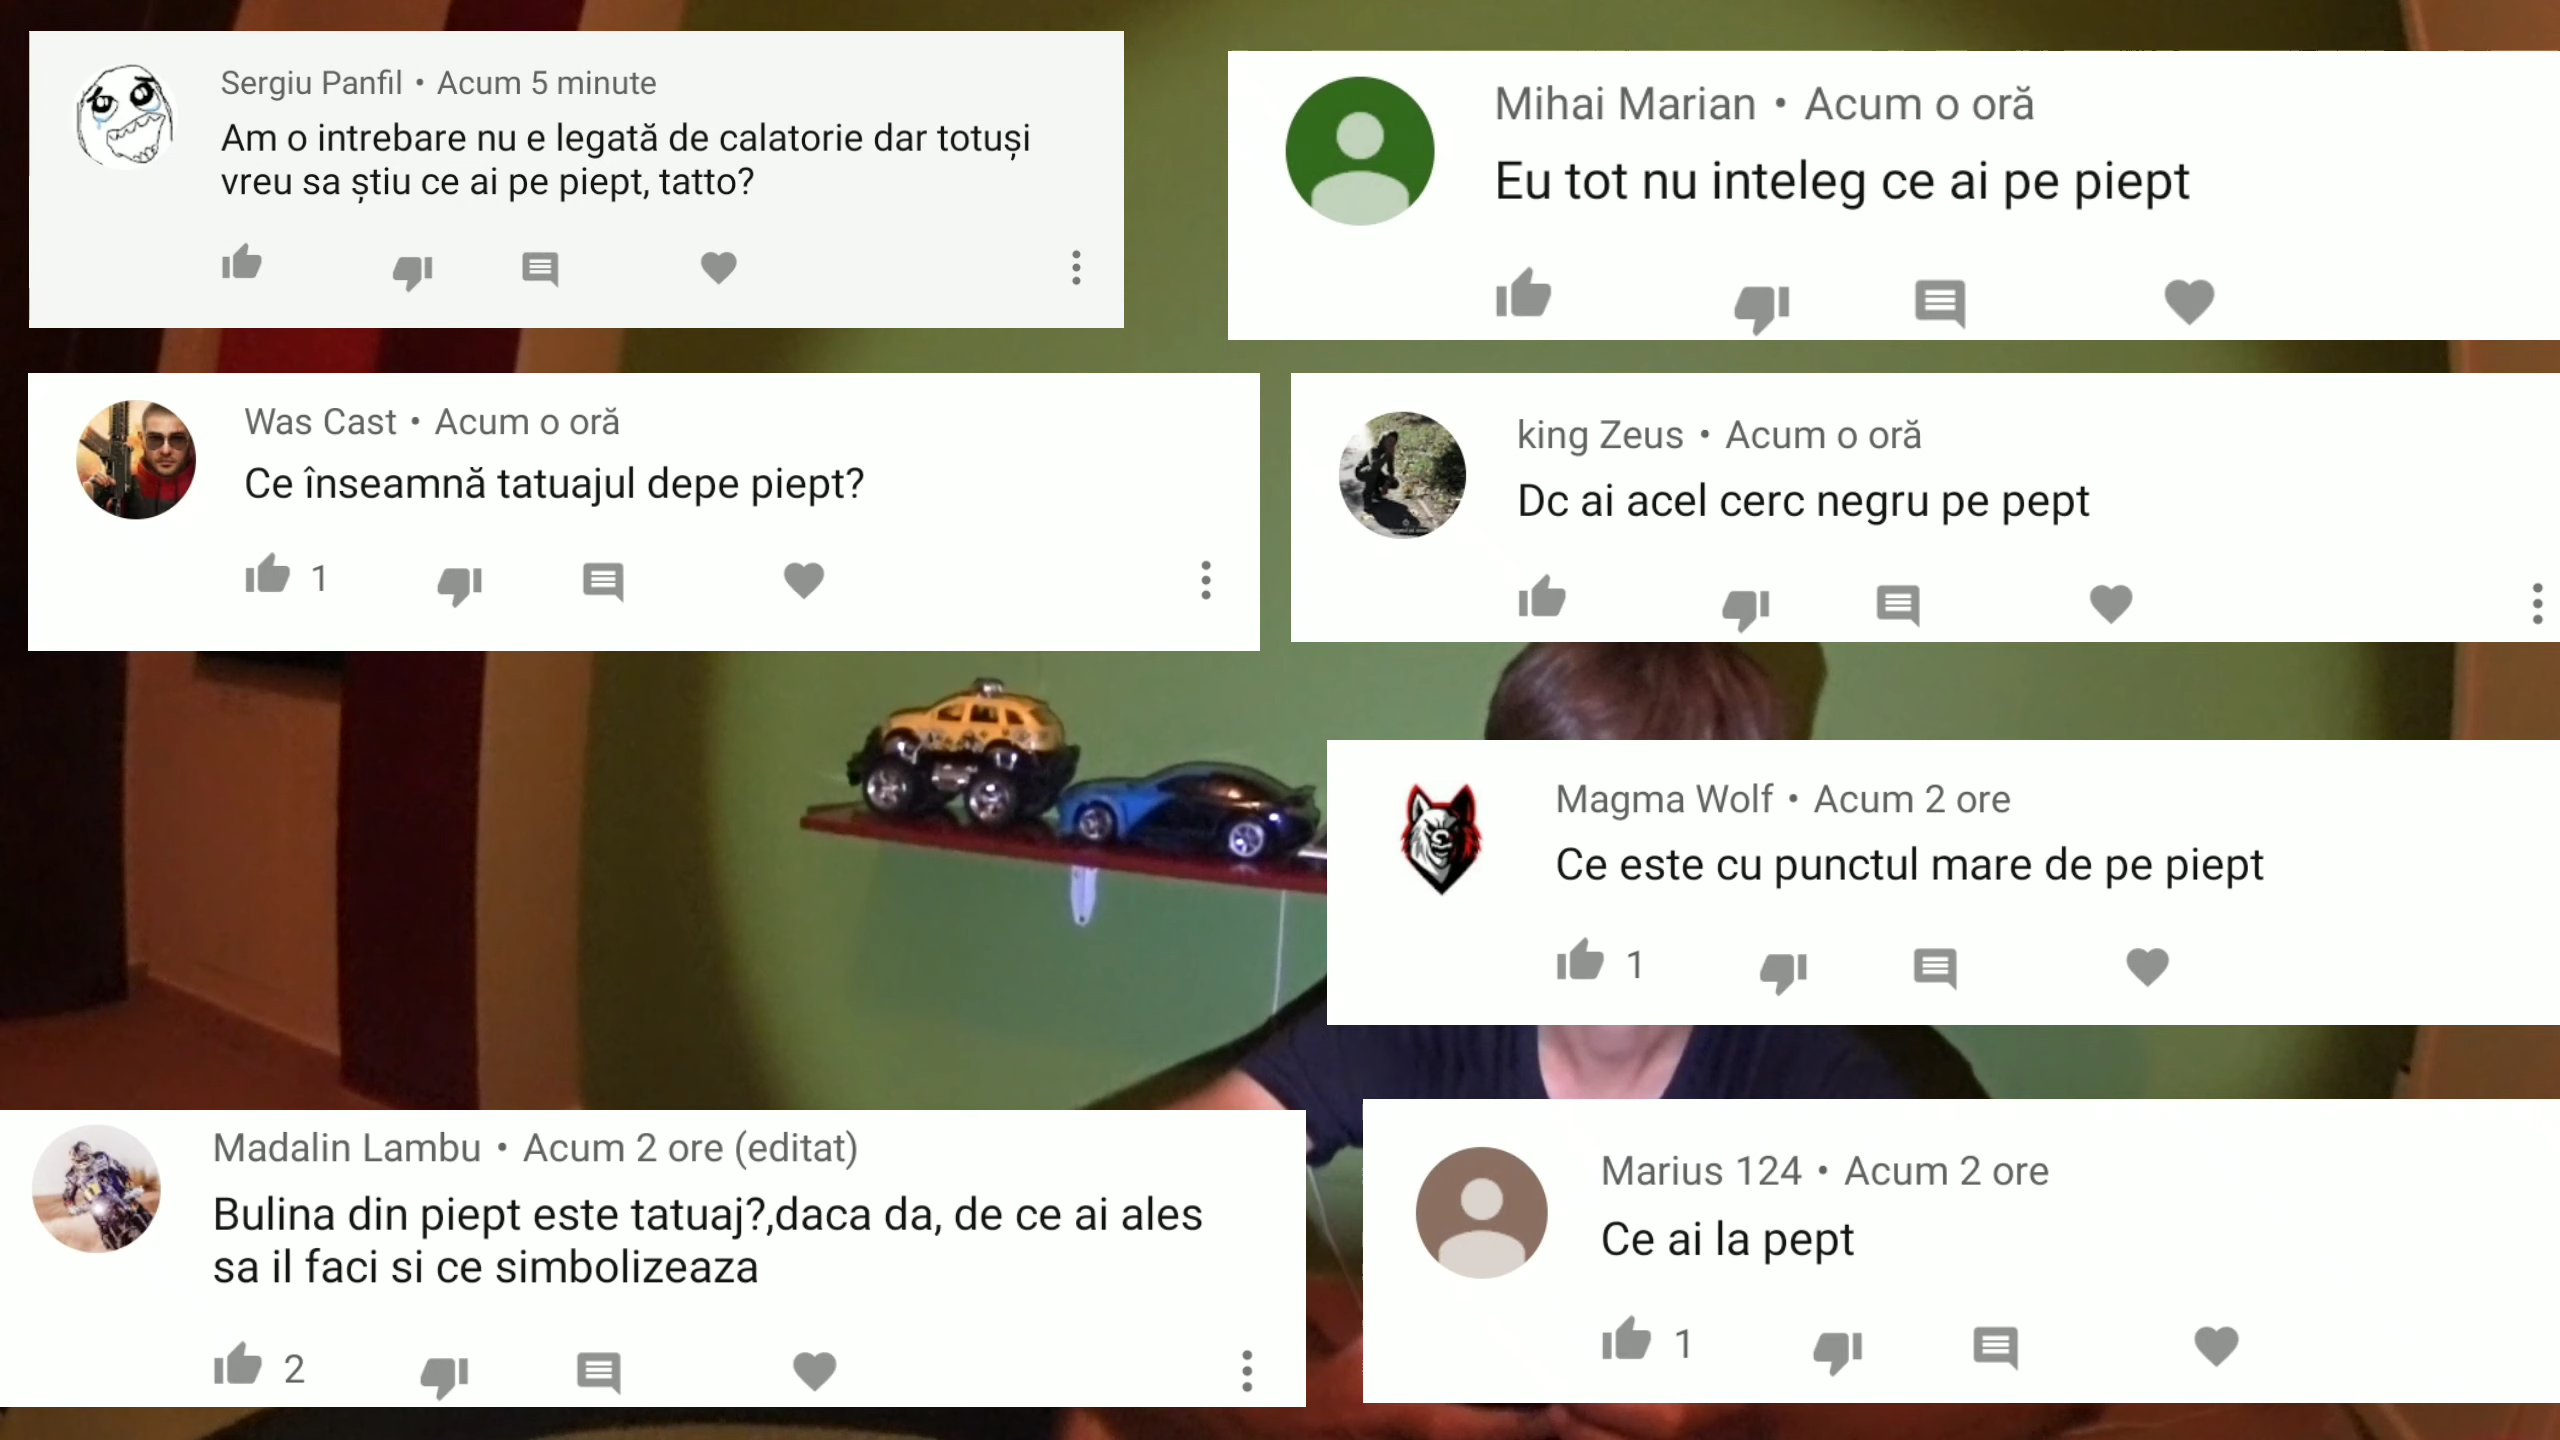 Sergiu Panfil • Acum 5 minute
Am o intrebare nu e legată de calatorie dar totuși
vreu sa știu ce ai pe piept, tatto?
Mihai Marian • Acum o oră
Eu tot nu inteleg ce ai pe piept
Was Cast • Acum o oră
Ce înseamnă tatuajul depe piept?
1
king Zeus • Acum o oră
Dc ai acel cerc negru pe pept
Magma Wolf • Acum 2 ore
Ce este cu punctul mare de pe piept
1
Madalin Lambu • Acum 2 ore (editat)
Bulina din piept este tatuaj?,daca da, de ce ai ales
sa il faci si ce simbolizeaza
2
Marius 124 • Acum 2 ore
Ce ai la pept
1